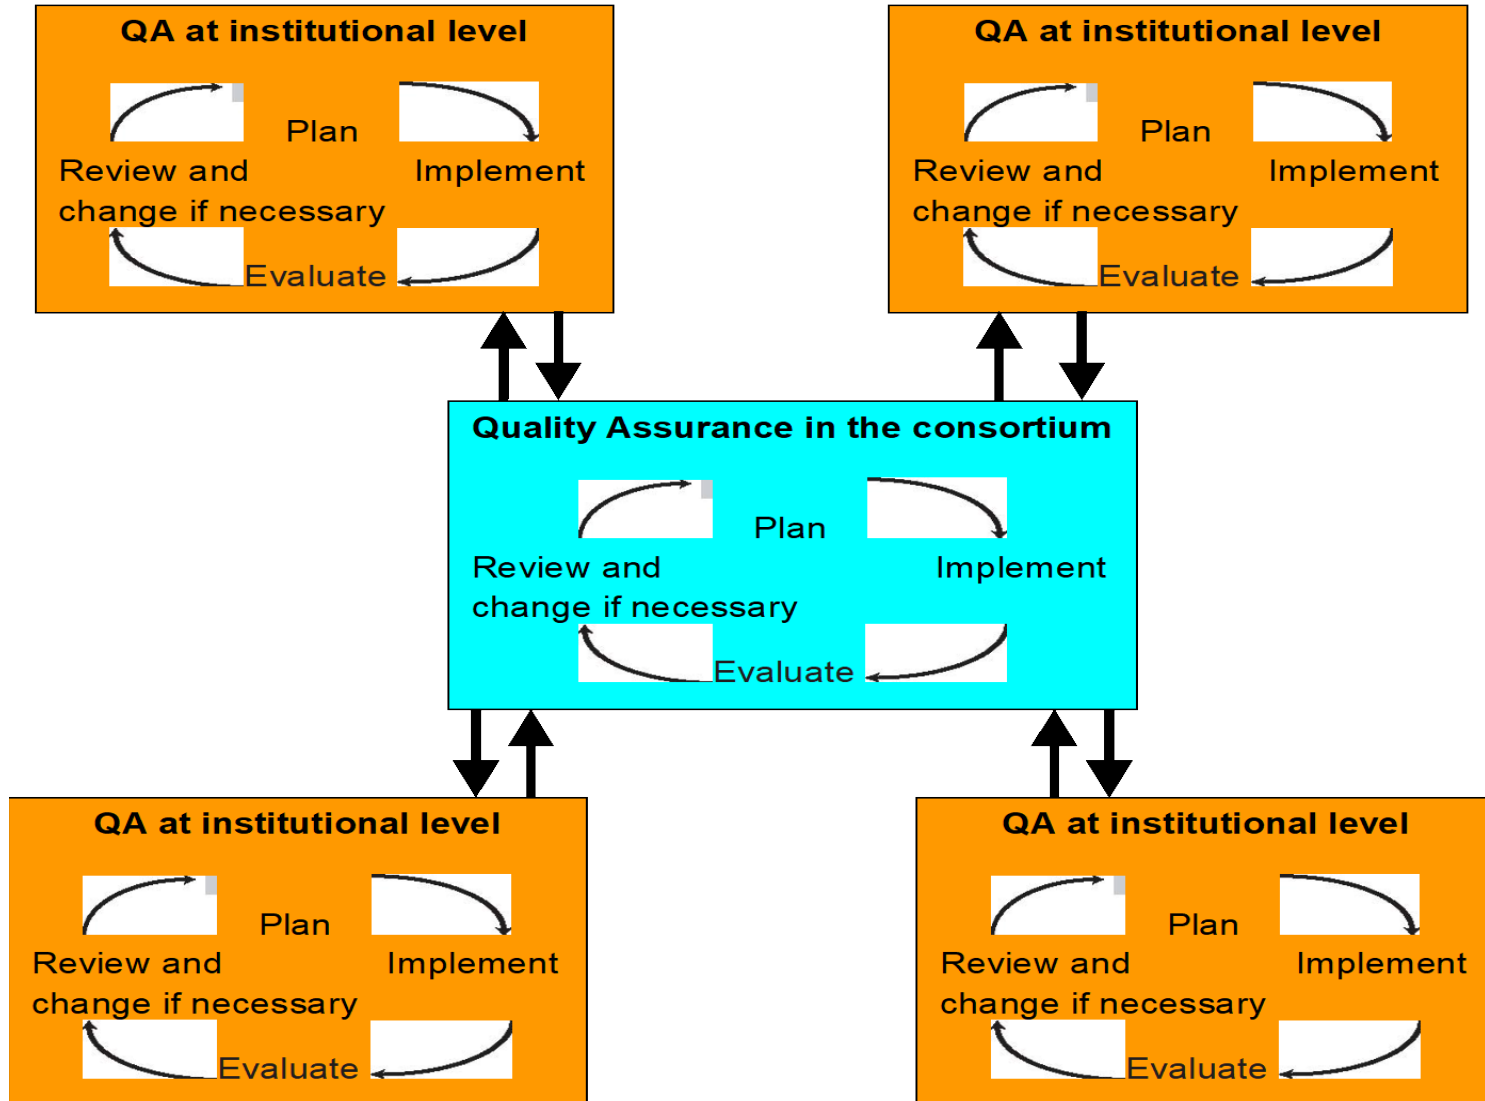 QA at institutional level
Plan
Review and
Implement
change if necessary
Evaluate
QA at institutional level
Plan
Review and
Implement
change if necessary
Evaluate
Quality Assurance in the consortium
Plan
Review and
Implement
change if necessary
Evaluate
QA at institutional level
Plan
Review and
Implement
change if necessary
Evaluate
QA at institutional level
Plan
Review and
Implement
change if necessary
Evaluate